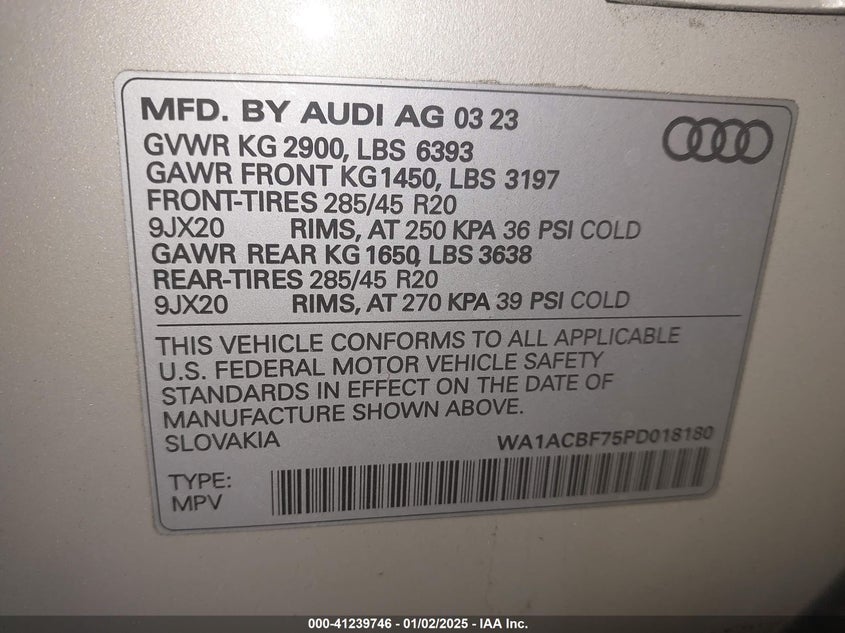 MFD. BY AUDI AG 03 23
GVWR KG 2900, LBS 6393
GAWR FRONT KG1450, LBS 3197
FRONT-TIRES 285/45 R20
9JX20 RIMS, AT 250 KPA 36 PSI COLD
GAWR REAR KG 1650, LBS 3638
REAR-TIRES 285/45 R20
9JX20 RIMS, AT 270 KPA 39 PSI COLD
THIS VEHICLE CONFORMS TO ALL APPLICABLE
U.S. FEDERAL MOTOR VEHICLE SAFETY
STANDARDS IN EFFECT ON THE DATE OF
MANUFACTURE SHOWN ABOVE.
SLOVAKIA WA1ACBF75PD018180
TYPE:
MPV
000-41239746 - 01/02/2025 - IAA Inc.